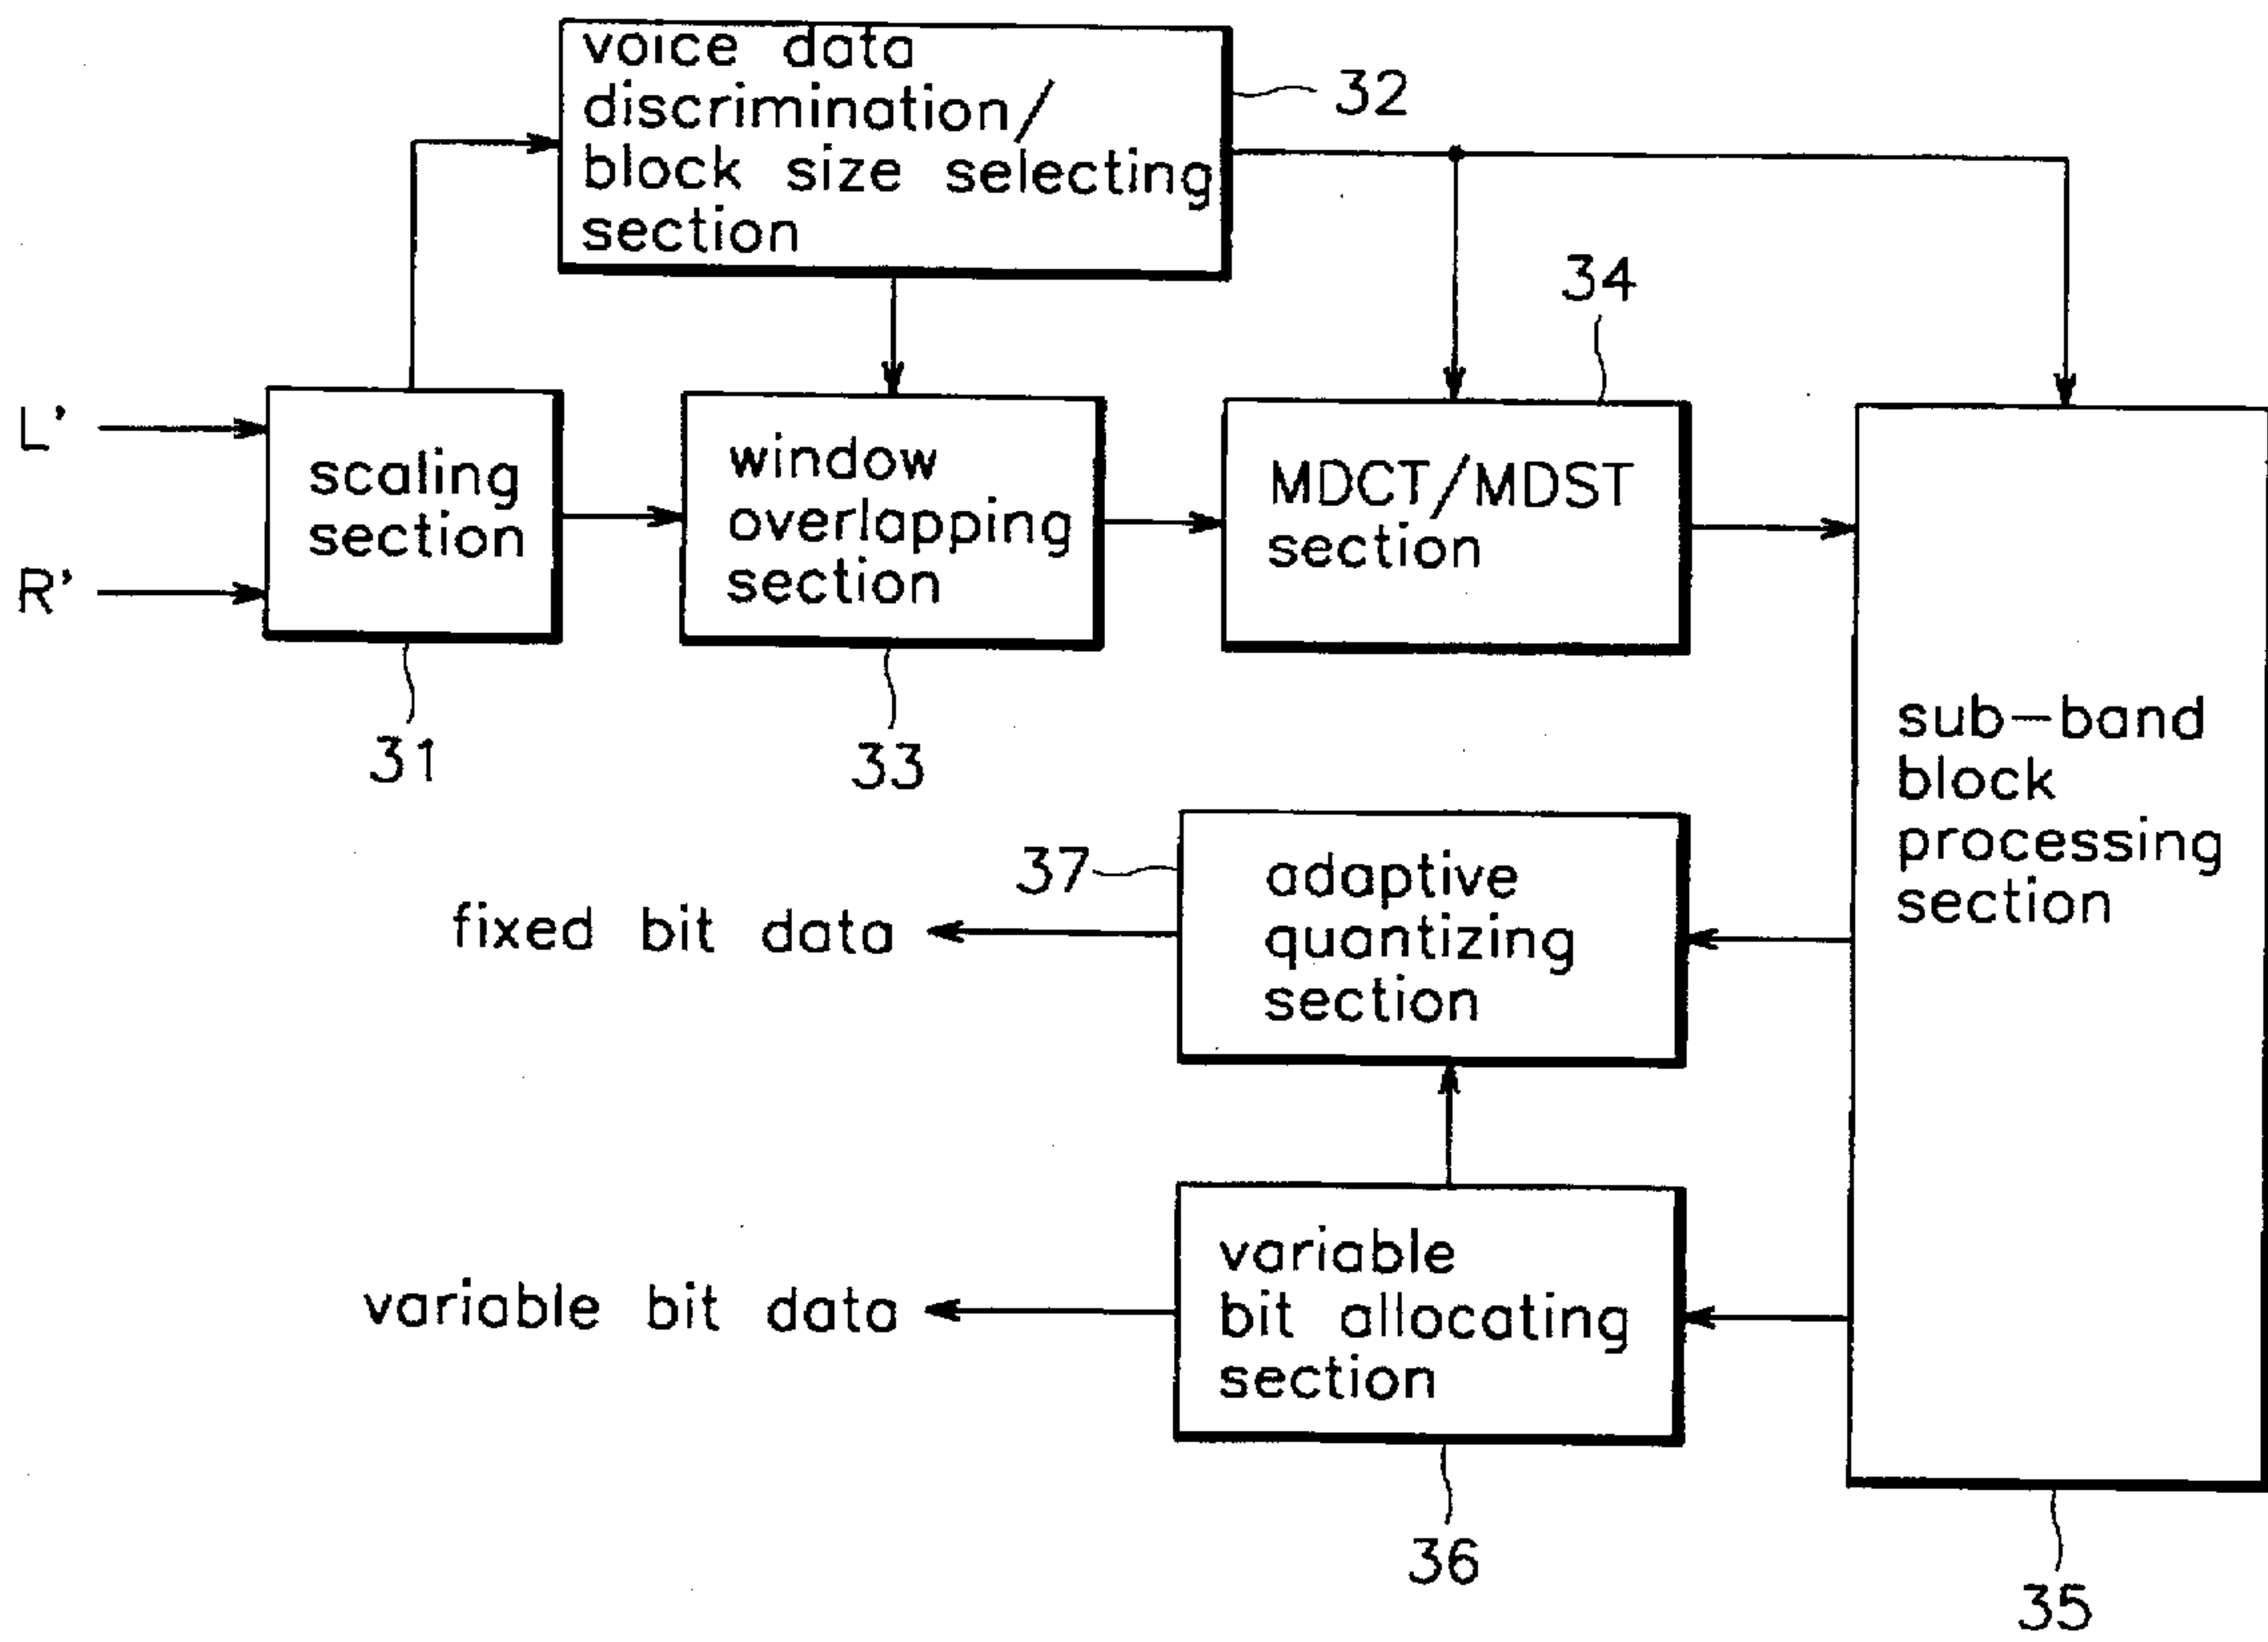 voice data
discrimination/
block size selecting
section
32
34
L'
R'
scaling
section
window
overlapping
section
MDCT/MDST
section
31
33
sub-band
block
processing
section
37
adaptive
quantizing
section
fixed bit data
variable
bit allocating
section
variable bit data
36
35